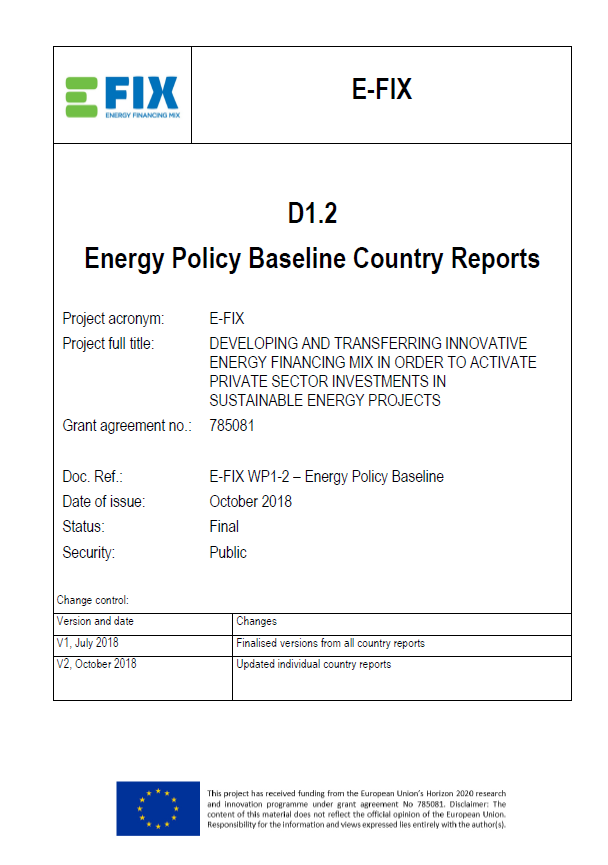 E FIX
ENERGY FINANCING MIX
E-FIX
D1.2
Energy Policy Baseline Country Reports
Project acronym: E-FIX
Project full title: DEVELOPING AND TRANSFERRING INNOVATIVE
ENERGY FINANCING MIX IN ORDER TO ACTIVATE
PRIVATE SECTOR INVESTMENTS IN
SUSTAINABLE ENERGY PROJECTS
Grant agreement no.: 785081
Doc. Ref.: E-FIX WP1-2 – Energy Policy Baseline
Date of issue: October 2018
Status: Final
Security: Public
Change control:
Version and date Changes
V1, July 2018 Finalised versions from all country reports
V2, October 2018 Updated individual country reports
This project has received funding from the European Union's Horizon 2020 research
and innovation programme under grant agreement No 785081. Disclaimer: The
content of this material does not reflect the official opinion of the European Union.
Responsibility for the information and views expressed lies entirely with the author(s).